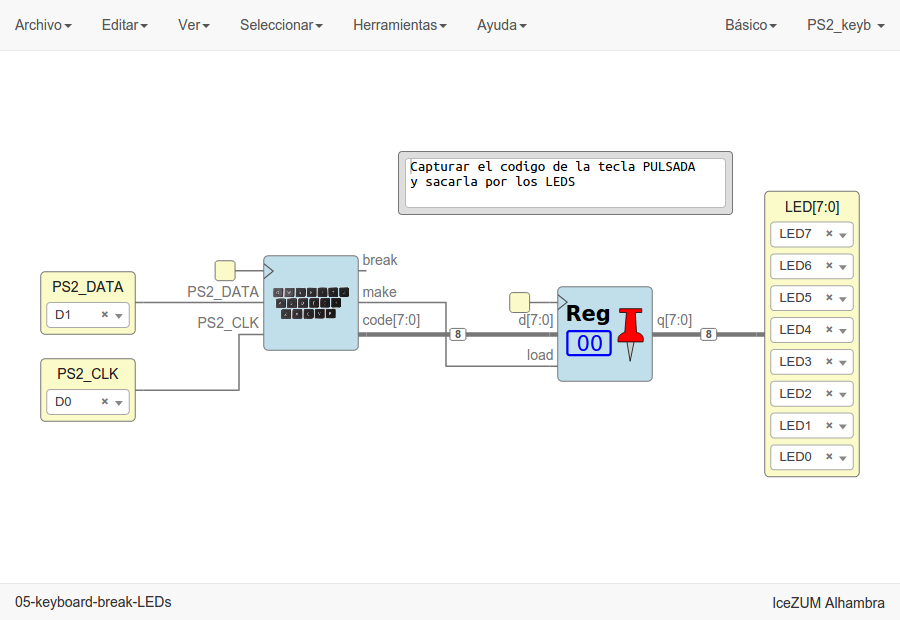 Archivo Editar Ver Seleccionar Herramientas Ayuda Básico PS2_keyb
Capturar el codigo de la tecla PULSADA
y sacarla por los LEDS
PS2_DATA
D1
PS2_CLK
D0
PS2_DATA
PS2_CLK
break
make
code[7:0]
8
d[7:0]
load
Reg
00
q[7:0]
8
LED[7:0]
LED7
LED6
LED5
LED4
LED3
LED2
LED1
LED0
05-keyboard-break-LEDs
IceZUM Alhambra